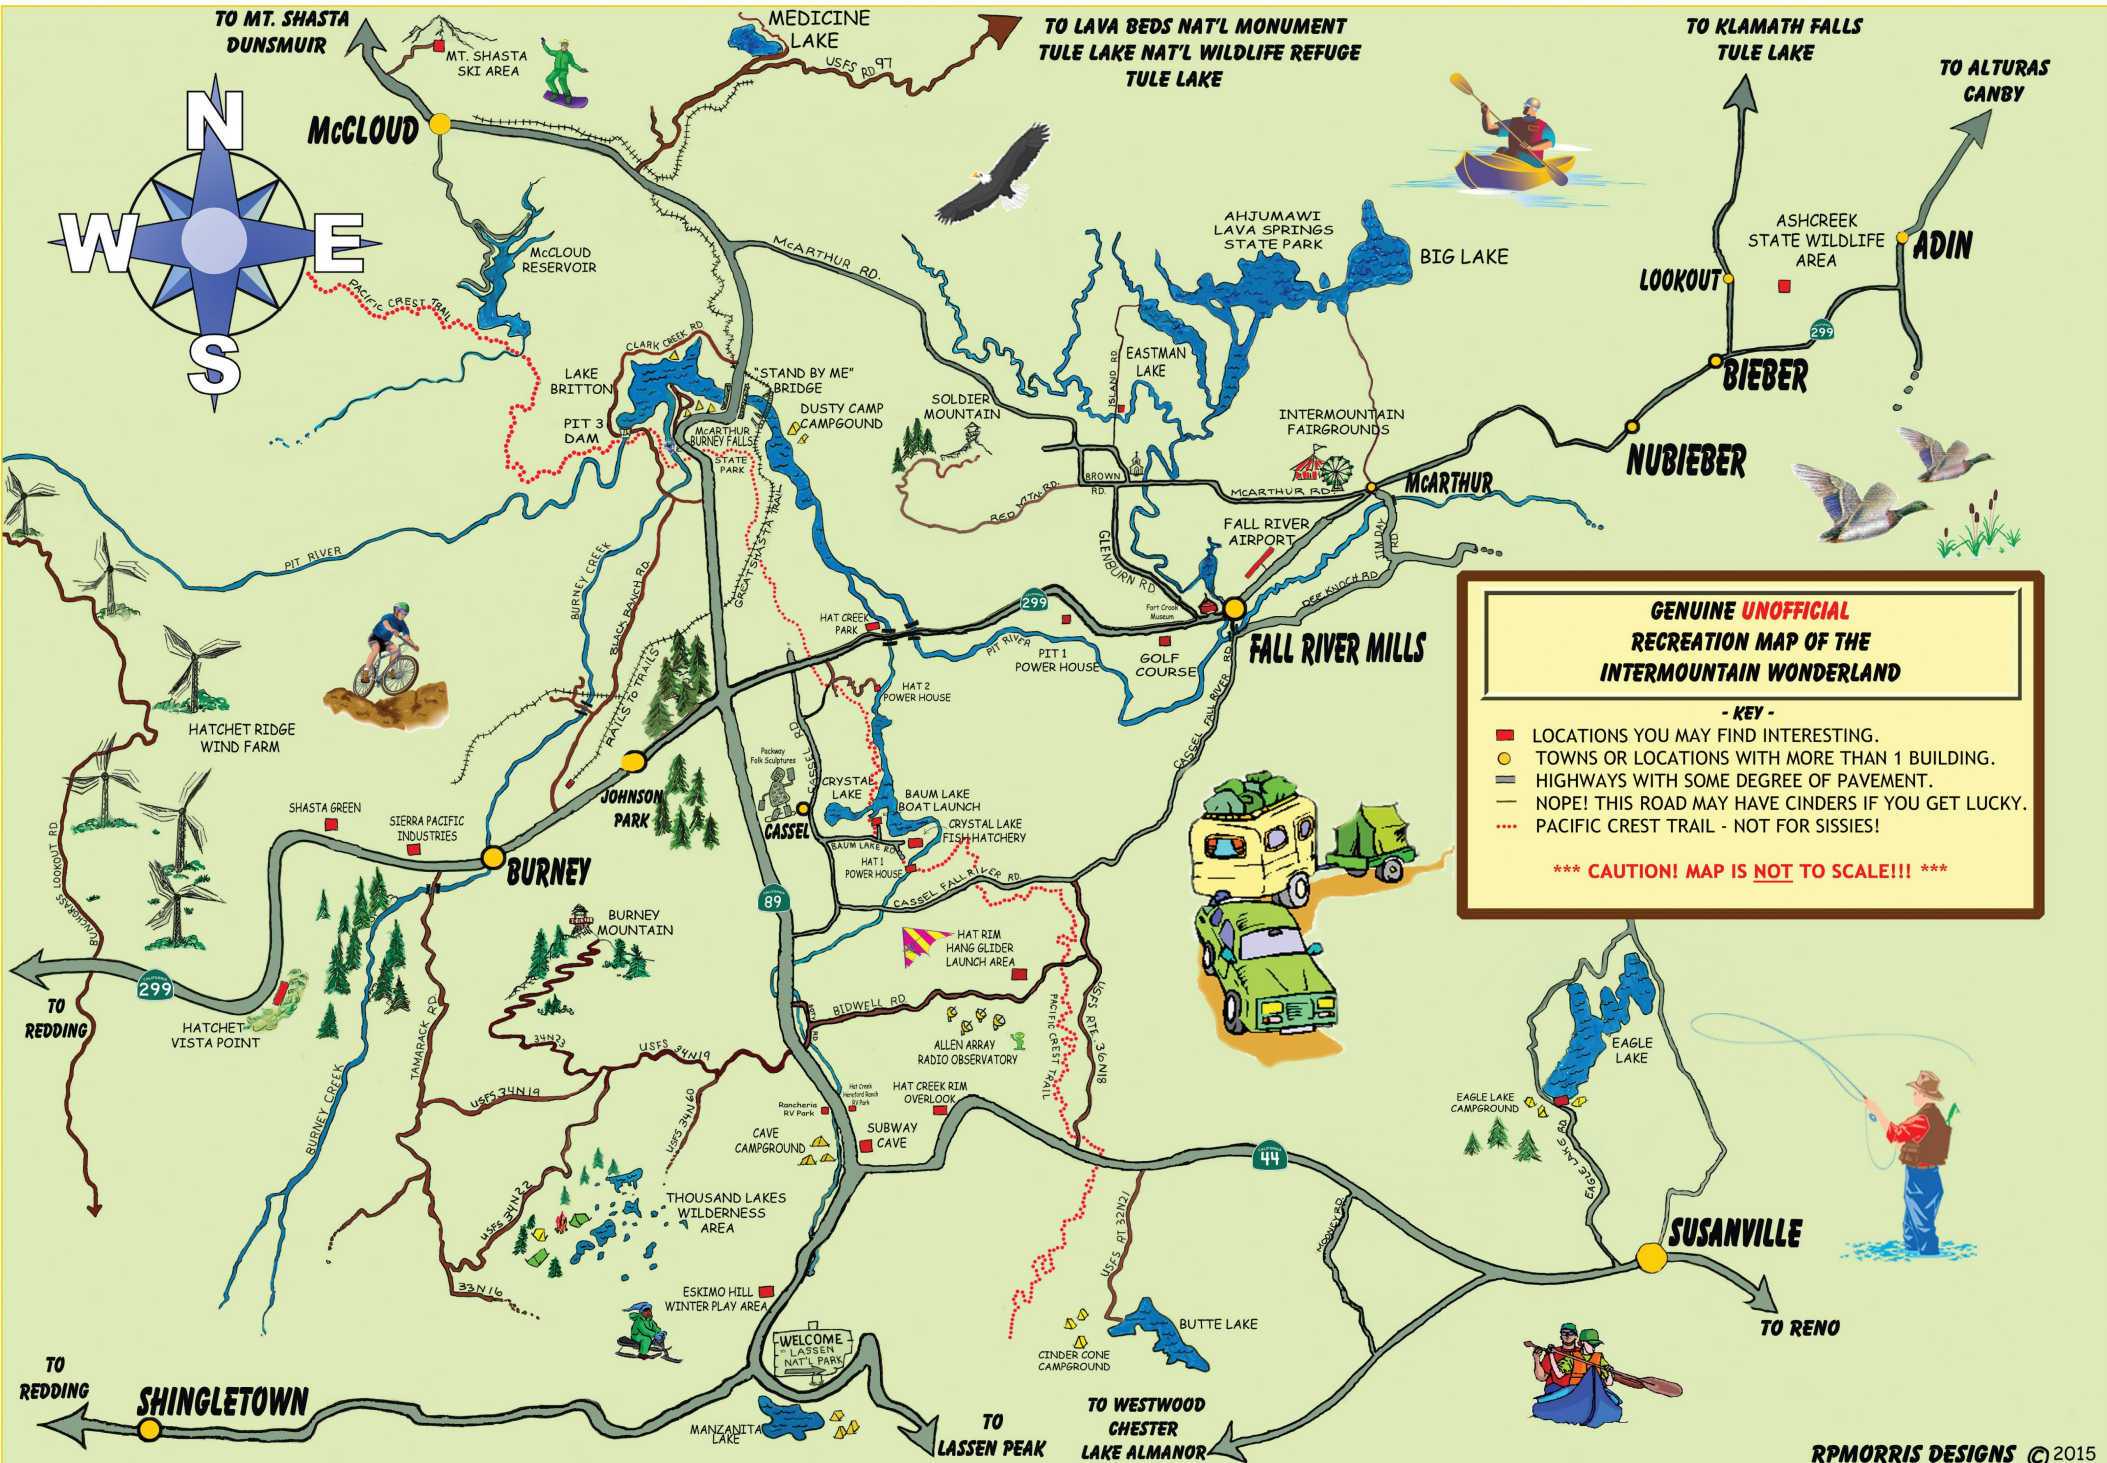 TO MT. SHASTA
DUNSMUIR
MT. SHASTA
SKI AREA
MEDICINE
LAKE
USFS RD 97
TO LAVA BEDS NAT'L MONUMENT
TULE LAKE NAT'L WILDLIFE REFUGE
TULE LAKE
TO KLAMATH FALLS
TULE LAKE
TO ALTURAS
CANBY
N
W
E
S
McCLOUD
McCLOUD
RESERVOIR
PACIFIC CREST TRAIL
McARTHUR RD.
AHJUMAWI
LAVA SPRINGS
STATE PARK
BIG LAKE
ASHCREEK
STATE WILDLIFE
AREA
ADIN
LOOKOUT
299
BIEBER
NUBIEBER
CLARK CREEK RD.
LAKE
BRITTON
"STAND BY ME"
BRIDGE
DUSTY CAMP
CAMPGOUND
PIT 3
DAM
McARTHUR
BURNEY FALLS
STATE
PARK
SOLDIER
MOUNTAIN
ISLAND RD
EASTMAN
LAKE
INTERMOUNTAIN
FAIRGROUNDS
BROWN
RD.
RED MTN. RD.
McARTHUR RD.
McARTHUR
FALL RIVER
AIRPORT
JIM DAY
RD
DEE KNOCH RD
GLENBURN RD
Fort Crook
Museum
FALL RIVER MILLS
PIT RIVER
BURNEY CREEK
BLACK RANCH RD.
GREAT SHASTA TRAIL
RAILS TO TRAILS
HAT CREEK
PARK
299
PIT RIVER
PIT 1
POWER HOUSE
GOLF
COURSE
HAT 2
POWER HOUSE
CASSEL FALL RIVER RD
HATCHET RIDGE
WIND FARM
BUNCHGRASS LOOKOUT RD.
JOHNSON
PARK
Packway
Folk Sculptures
CASSEL RD
CASSEL
CRYSTAL
LAKE
BAUM LAKE
BOAT LAUNCH
CRYSTAL LAKE
FISH HATCHERY
BAUM LAKE RD
HAT 1
POWER HOUSE
CASSEL FALL RIVER RD.
SHASTA GREEN
SIERRA PACIFIC
INDUSTRIES
BURNEY
89
BURNEY
MOUNTAIN
HAT RIM
HANG GLIDER
LAUNCH AREA
BIDWELL RD
ALLEN ARRAY
RADIO OBSERVATORY
PACIFIC CREST TRAIL
USFS RTE. 36N18
299
TO
REDDING
HATCHET
VISTA POINT
TAMARACK RD
BURNEY CREEK
34N23
USFS 34N19
USFS 34N19
USFS 34N60
USFS 34N22
33N16
Rancheria
RV Park
Hat Creek
Hereford Ranch
RV Park
HAT CREEK RIM
OVERLOOK
CAVE
CAMPGROUND
SUBWAY
CAVE
THOUSAND LAKES
WILDERNESS
AREA
ESKIMO HILL
WINTER PLAY AREA
44
USFS RT 32N21
MOONEY RD.
CINDER CONE
CAMPGROUND
BUTTE LAKE
EAGLE
LAKE
EAGLE LAKE
CAMPGROUND
EAGLE LAKE RD
SUSANVILLE
TO RENO
WELCOME
TO LASSEN
NAT'L PARK
MANZANITA
LAKE
TO
REDDING
SHINGLETOWN
TO
LASSEN PEAK
TO WESTWOOD
CHESTER
LAKE ALMANOR
GENUINE UNOFFICIAL
RECREATION MAP OF THE
INTERMOUNTAIN WONDERLAND
- KEY -
LOCATIONS YOU MAY FIND INTERESTING.
TOWNS OR LOCATIONS WITH MORE THAN 1 BUILDING.
HIGHWAYS WITH SOME DEGREE OF PAVEMENT.
NOPE! THIS ROAD MAY HAVE CINDERS IF YOU GET LUCKY.
PACIFIC CREST TRAIL - NOT FOR SISSIES!
*** CAUTION! MAP IS NOT TO SCALE!!! ***
RPMORRIS DESIGNS © 2015